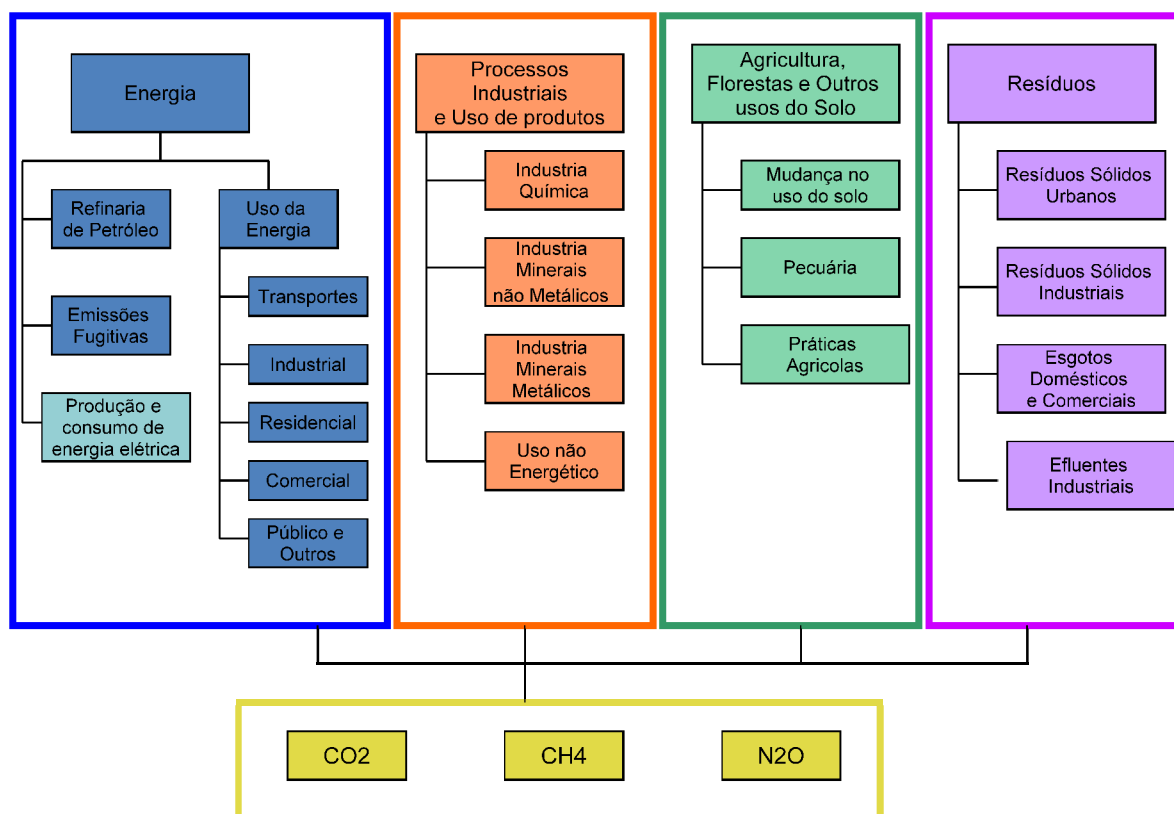 Energia
Refinaria
de Petróleo
Emissões
Fugitivas
Produção e
consumo de
energia elétrica
Uso da
Energia
Transportes
Industrial
Residencial
Comercial
Público e
Outros
Processos
Industriais
e Uso de produtos
Industria
Química
Industria
Minerais
não Metálicos
Industria
Minerais
Metálicos
Uso não
Energético
Agricultura,
Florestas e Outros
usos do Solo
Mudança no
uso do solo
Pecuária
Práticas
Agricolas
Resíduos
Resíduos Sólidos
Urbanos
Resíduos Sólidos
Industriais
Esgotos
Domésticos
e Comerciais
Efluentes
Industriais
CO2
CH4
N2O